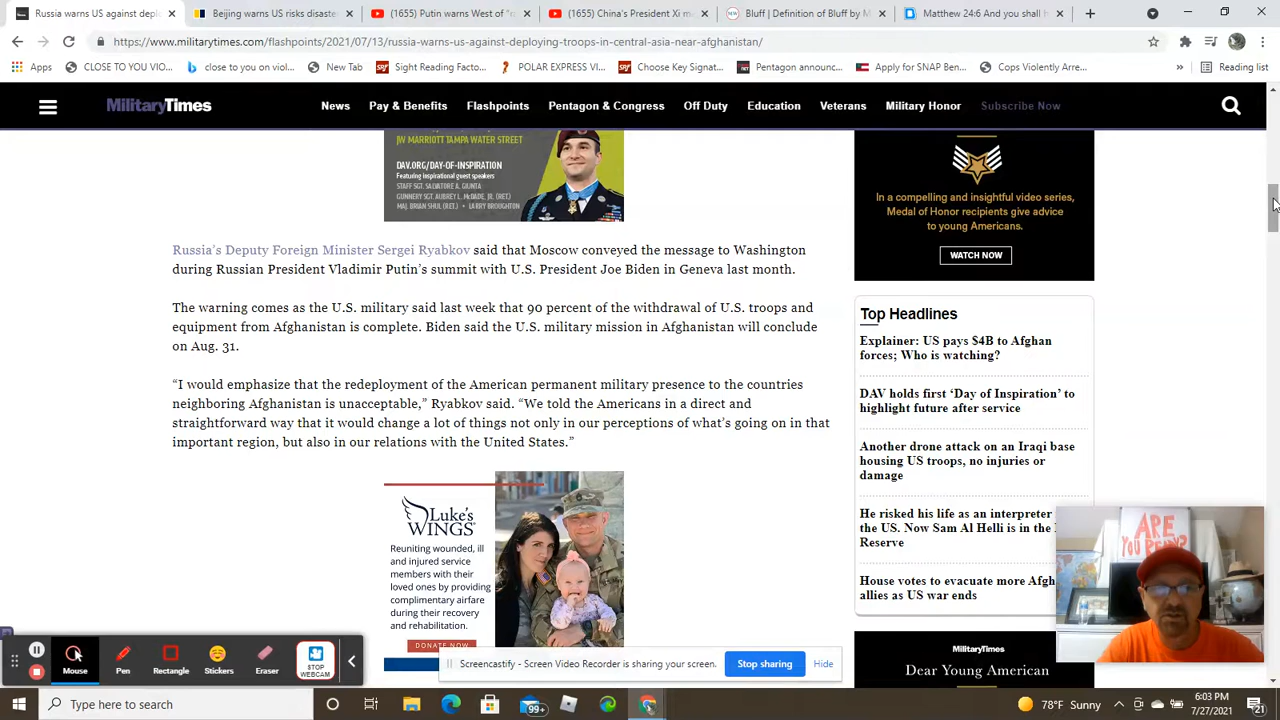 Russia warns US against depl
Beijing warns US risks disaste
(1655) Putin warns West of "r
(1655) China's President Xi m
Bluff | Definition of Bluff by M
Matthew 24:6 And you shall h
https://www.militarytimes.com/flashpoints/2021/07/13/russia-warns-us-against-deploying-troops-in-central-asia-near-afghanistan/
Apps
CLOSE TO YOU VIO...
close to you on viol...
New Tab
Sight Reading Facto...
POLAR EXPRESS VI...
Choose Key Signat...
Pentagon announc...
Apply for SNAP Ben...
Cops Violently Arre...
»
Reading list
MilitaryTimes
News
Pay & Benefits
Flashpoints
Pentagon & Congress
Off Duty
Education
Veterans
Military Honor
Subscribe Now
JW MARRIOTT TAMPA WATER STREET
DAV.ORG/DAY-OF-INSPIRATION
Featuring inspirational guest speakers
STAFF SGT. SALVATORE A. GIUNTA
GUNNERY SGT. AUBREY L. McDADE, JR. (RET.)
MAJ. BRIAN SHUL (RET.) • LARRY BROUGHTON
Russia's Deputy Foreign Minister Sergei Ryabkov said that Moscow conveyed the message to Washington
during Russian President Vladimir Putin's summit with U.S. President Joe Biden in Geneva last month.
The warning comes as the U.S. military said last week that 90 percent of the withdrawal of U.S. troops and
equipment from Afghanistan is complete. Biden said the U.S. military mission in Afghanistan will conclude
on Aug. 31.
“I would emphasize that the redeployment of the American permanent military presence to the countries
neighboring Afghanistan is unacceptable,” Ryabkov said. “We told the Americans in a direct and
straightforward way that it would change a lot of things not only in our perceptions of what's going on in that
important region, but also in our relations with the United States.”
Luke's
WINGS
Reuniting wounded, ill
and injured service
members with their
loved ones by providing
complimentary airfare
during their recovery
and rehabilitation.
DONATE NOW
In a compelling and insightful video series,
Medal of Honor recipients give advice
to young Americans.
WATCH NOW
Top Headlines
Explainer: US pays $4B to Afghan
forces; Who is watching?
DAV holds first ‘Day of Inspiration’ to
highlight future after service
Another drone attack on an Iraqi base
housing US troops, no injuries or
damage
He risked his life as an interpreter
the US. Now Sam Al Helli is in the
Reserve
House votes to evacuate more Afgh
allies as US war ends
MilitaryTimes
Dear Young American
ARE
YOU
Mouse
Pen
Rectangle
Stickers
Eraser
STOP
WEBCAM
Screencastify - Screen Video Recorder is sharing your screen.
Stop sharing
Hide
Type here to search
99+
78°F Sunny
6:03 PM
7/27/2021
21